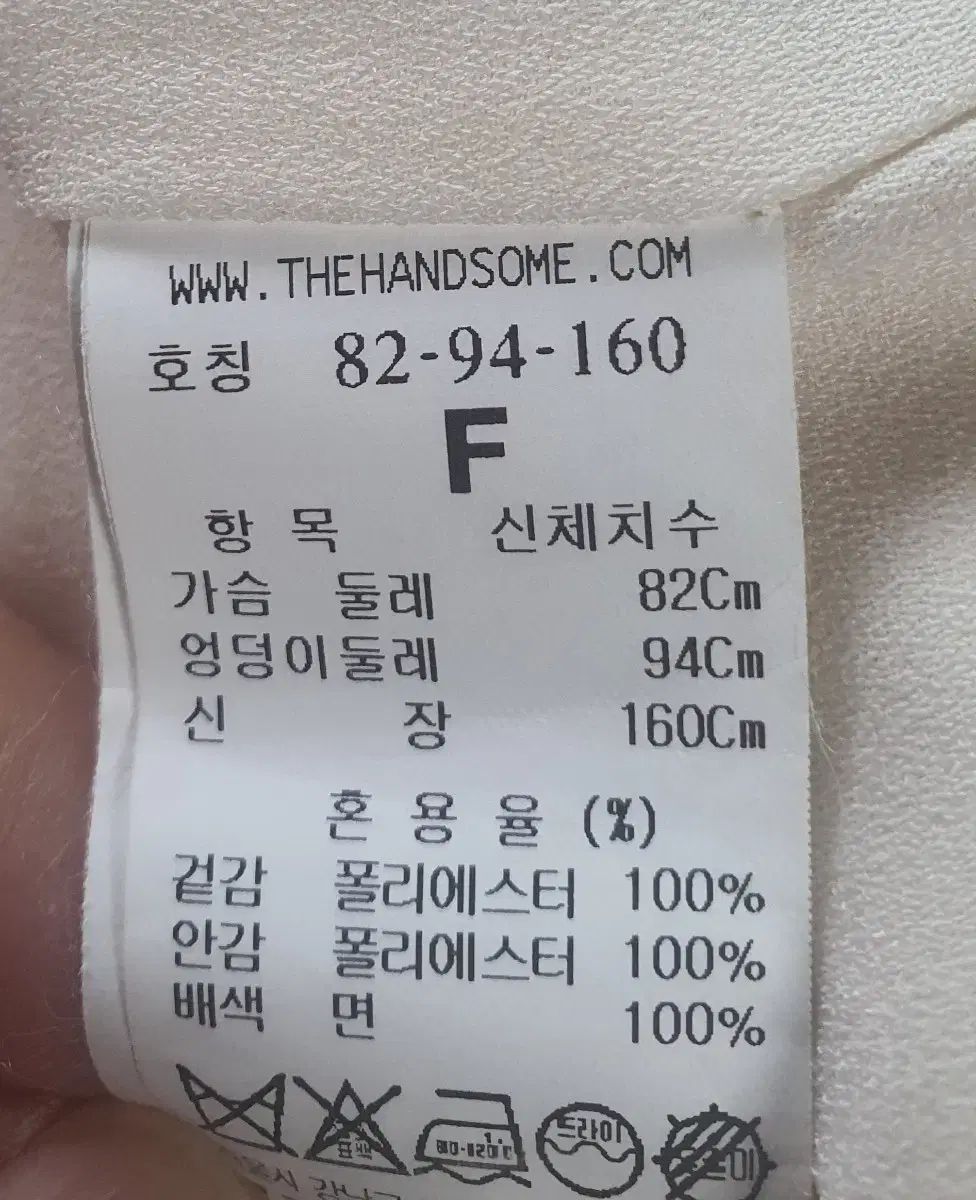 WWW.THEHANDSOME.COM
호칭 82-94-160
F
항 목 신체치수
가슴 둘레 82Cm
엉덩이둘레 94Cm
신 장 160Cm
혼 용 율 (%)
겉감 폴리에스터 100%
안감 폴리에스터 100%
배색 면 100%
표백 드라이